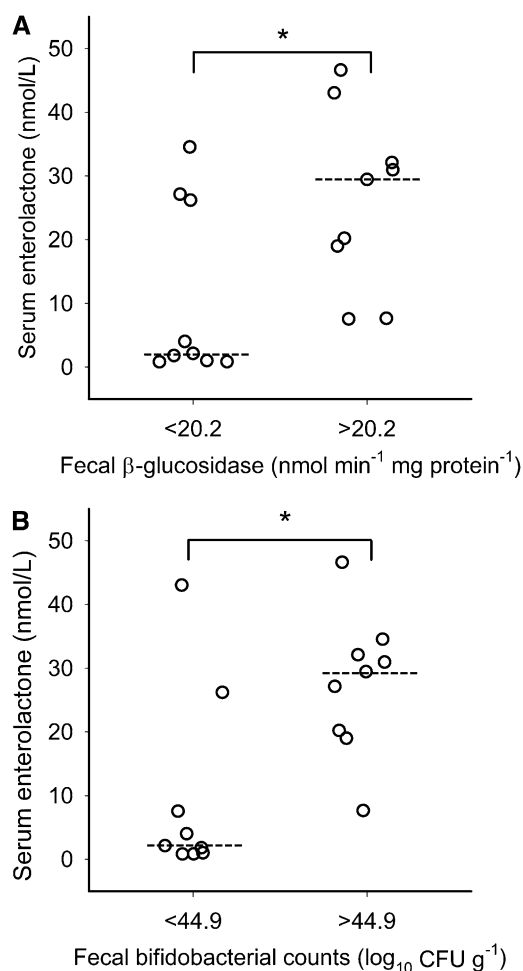 A
*
Serum enterolactone (nmol/L)
50
40
30
20
10
0
<20.2 >20.2
Fecal β-glucosidase (nmol min⁻¹ mg protein⁻¹)
B
*
Serum enterolactone (nmol/L)
50
40
30
20
10
0
<44.9 >44.9
Fecal bifidobacterial counts (log₁₀ CFU g⁻¹)